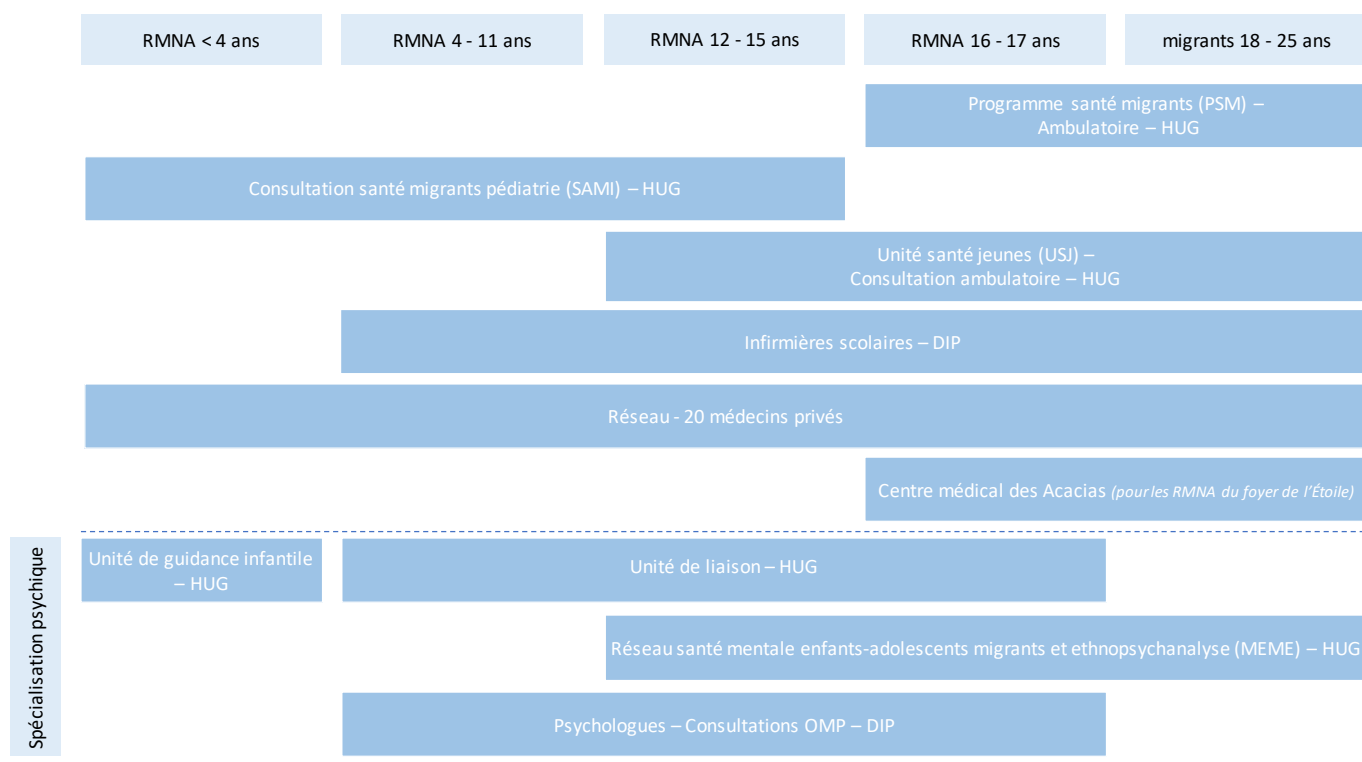 RMNA < 4 ans
RMNA 4 - 11 ans
RMNA 12 - 15 ans
RMNA 16 - 17 ans
migrants 18 - 25 ans
Programme santé migrants (PSM) –
Ambulatoire – HUG
Consultation santé migrants pédiatrie (SAMI) – HUG
Unité santé jeunes (USJ) –
Consultation ambulatoire – HUG
Infirmières scolaires – DIP
Réseau - 20 médecins privés
Centre médical des Acacias (pour les RMNA du foyer de l’Étoile)
Spécialisation psychique
Unité de guidance infantile
– HUG
Unité de liaison – HUG
Réseau santé mentale enfants-adolescents migrants et ethnopsychanalyse (MEME) – HUG
Psychologues – Consultations OMP – DIP